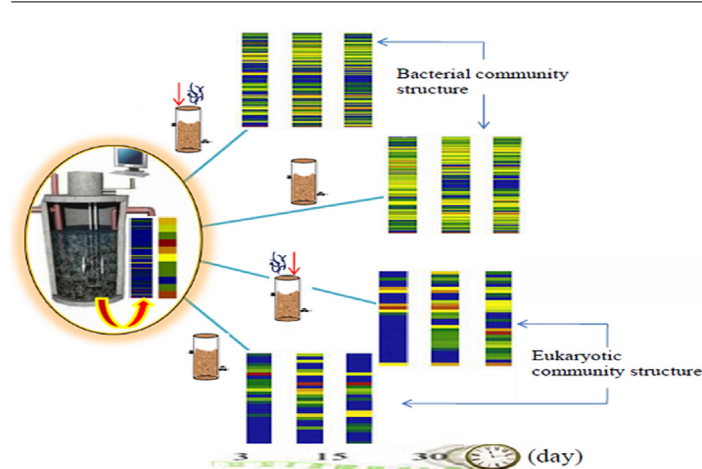 Bacterial community
structure
Eukaryotic
community structure
3 15 30 (day)